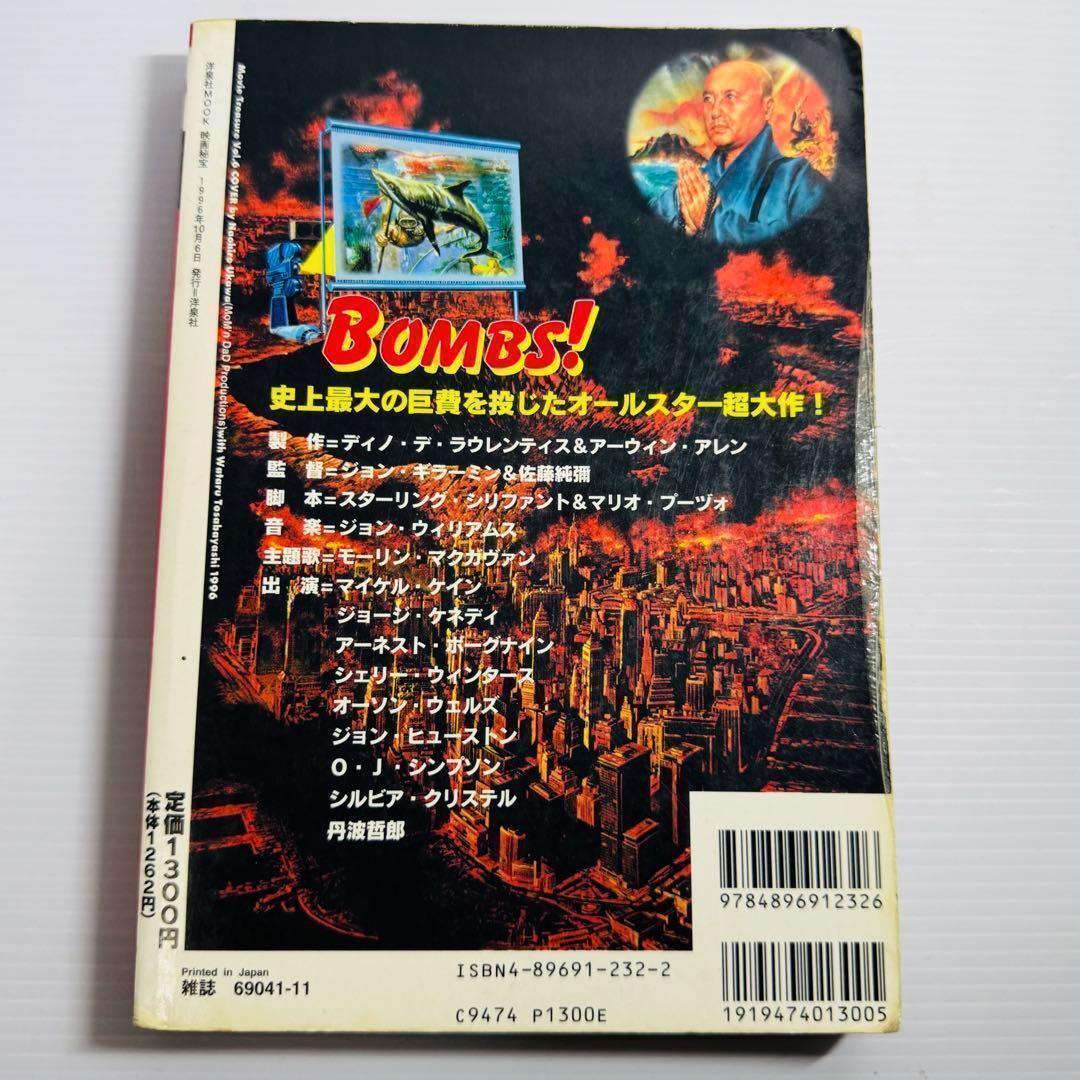 洋泉社MOOK 映画秘宝 1996年10月6日 発行=洋泉社
Movie Treasure Vol.6 COVER by Naohiro Ukawa(MoM'n DaD Productions)with Wataru Tosabayashi 1996
BOMBS!
史上最大の巨費を投じたオールスター超大作!
製 作=ディノ・デ・ラウレンティス&アーウィン・アレン
監 督=ジョン・ギラーミン&佐藤純彌
脚 本=スターリング・シリファント&マリオ・プーヅォ
音 楽=ジョン・ウィリアムス
主題歌=モーリン・マクガヴァン
出 演=マイケル・ケイン
ジョージ・ケネディ
アーネスト・ボーグナイン
シェリー・ウィンタース
オーソン・ウェルズ
ジョン・ヒューストン
O・J・シンプソン
シルビア・クリステル
丹波哲郎
定価1300円
(本体1262円)
9784896912326
Printed in Japan
雑誌 69041-11
ISBN4-89691-232-2
C9474 P1300E
1919474013005